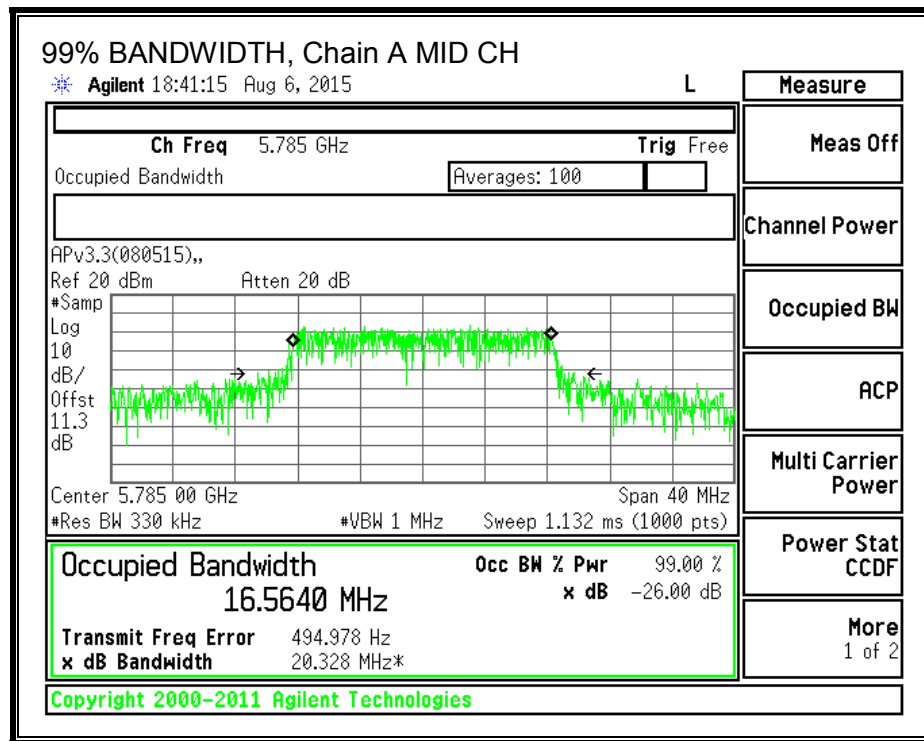 99% BANDWIDTH, Chain A MID CH
Agilent 18:41:15 Aug 6, 2015 L
Measure
Ch Freq 5.785 GHz Trig Free
Meas Off
Occupied Bandwidth Averages: 100
Channel Power
APv3.3(080515),,
Ref 20 dBm Atten 20 dB
#Samp
Log
10
dB/
Offst
11.3
dB
Occupied BW
ACP
Multi Carrier
Power
Center 5.785 00 GHz Span 40 MHz
#Res BW 330 kHz #VBW 1 MHz Sweep 1.132 ms (1000 pts)
Power Stat
CCDF
Occupied Bandwidth Occ BW % Pwr 99.00 %
16.5640 MHz x dB -26.00 dB
Transmit Freq Error 494.978 Hz
x dB Bandwidth 20.328 MHz*
More
1 of 2
Copyright 2000-2011 Agilent Technologies